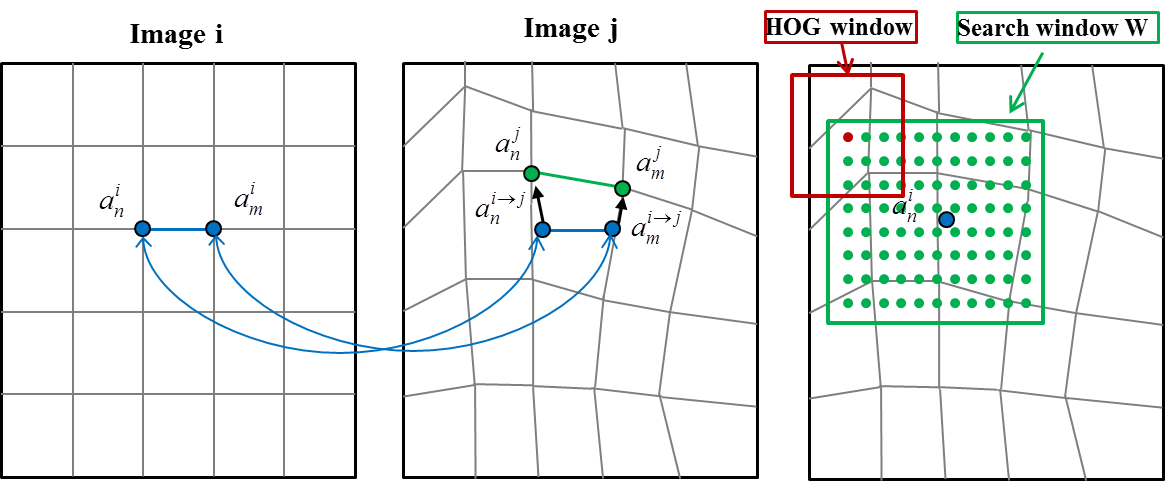 Image i
Image j
HOG window
Search window W
a_n^i
a_m^i
a_n^j
a_m^j
a_n^{i→j}
a_m^{i→j}
a_n^i